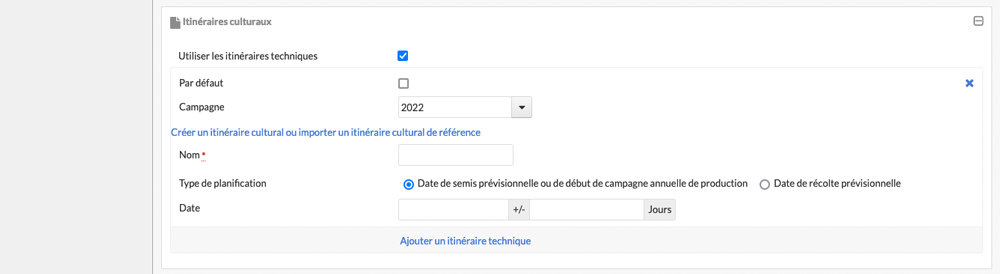 Itinéraires culturaux
Utiliser les itinéraires techniques
Par défaut
Campagne 2022
Créer un itinéraire cultural ou importer un itinéraire cultural de référence
Nom *
Type de planification Date de semis prévisionnelle ou de début de campagne annuelle de production Date de récolte prévisionnelle
Date +/- Jours
Ajouter un itinéraire technique